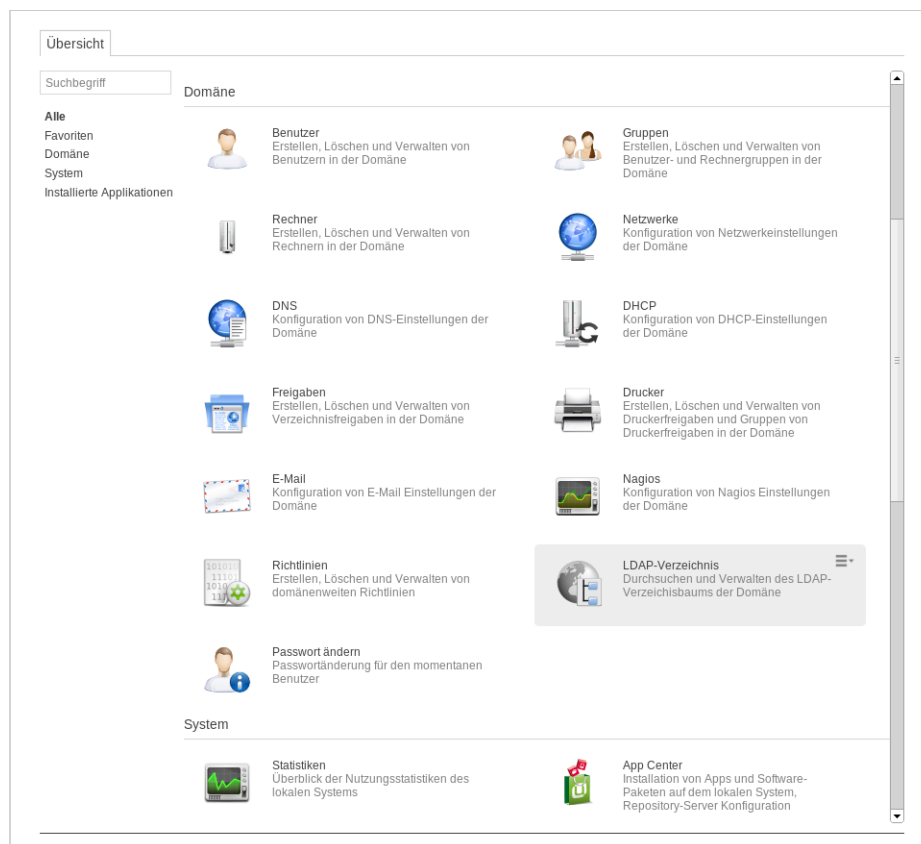 Übersicht
Suchbegriff
Alle
Favoriten
Domäne
System
Installierte Applikationen
Domäne
Benutzer
Erstellen, Löschen und Verwalten von
Benutzern in der Domäne
Gruppen
Erstellen, Löschen und Verwalten von
Benutzer- und Rechnergruppen in der
Domäne
Rechner
Erstellen, Löschen und Verwalten von
Rechnern in der Domäne
Netzwerke
Konfiguration von Netzwerkeinstellungen
der Domäne
DNS
Konfiguration von DNS-Einstellungen der
Domäne
DHCP
Konfiguration von DHCP-Einstellungen
der Domäne
Freigaben
Erstellen, Löschen und Verwalten von
Verzeichnisfreigaben in der Domäne
Drucker
Erstellen, Löschen und Verwalten von
Druckerfreigaben und Gruppen von
Druckerfreigaben in der Domäne
E-Mail
Konfiguration von E-Mail Einstellungen der
Domäne
Nagios
Konfiguration von Nagios Einstellungen
der Domäne
Richtlinien
Erstellen, Löschen und Verwalten von
domänenweiten Richtlinien
LDAP-Verzeichnis
Durchsuchen und Verwalten des LDAP-
Verzeichisbaums der Domäne
Passwort ändern
Passwortänderung für den momentanen
Benutzer
System
Statistiken
Überblick der Nutzungsstatistiken des
lokalen Systems
App Center
Installation von Apps und Software-
Paketen auf dem lokalen System,
Repository-Server Konfiguration